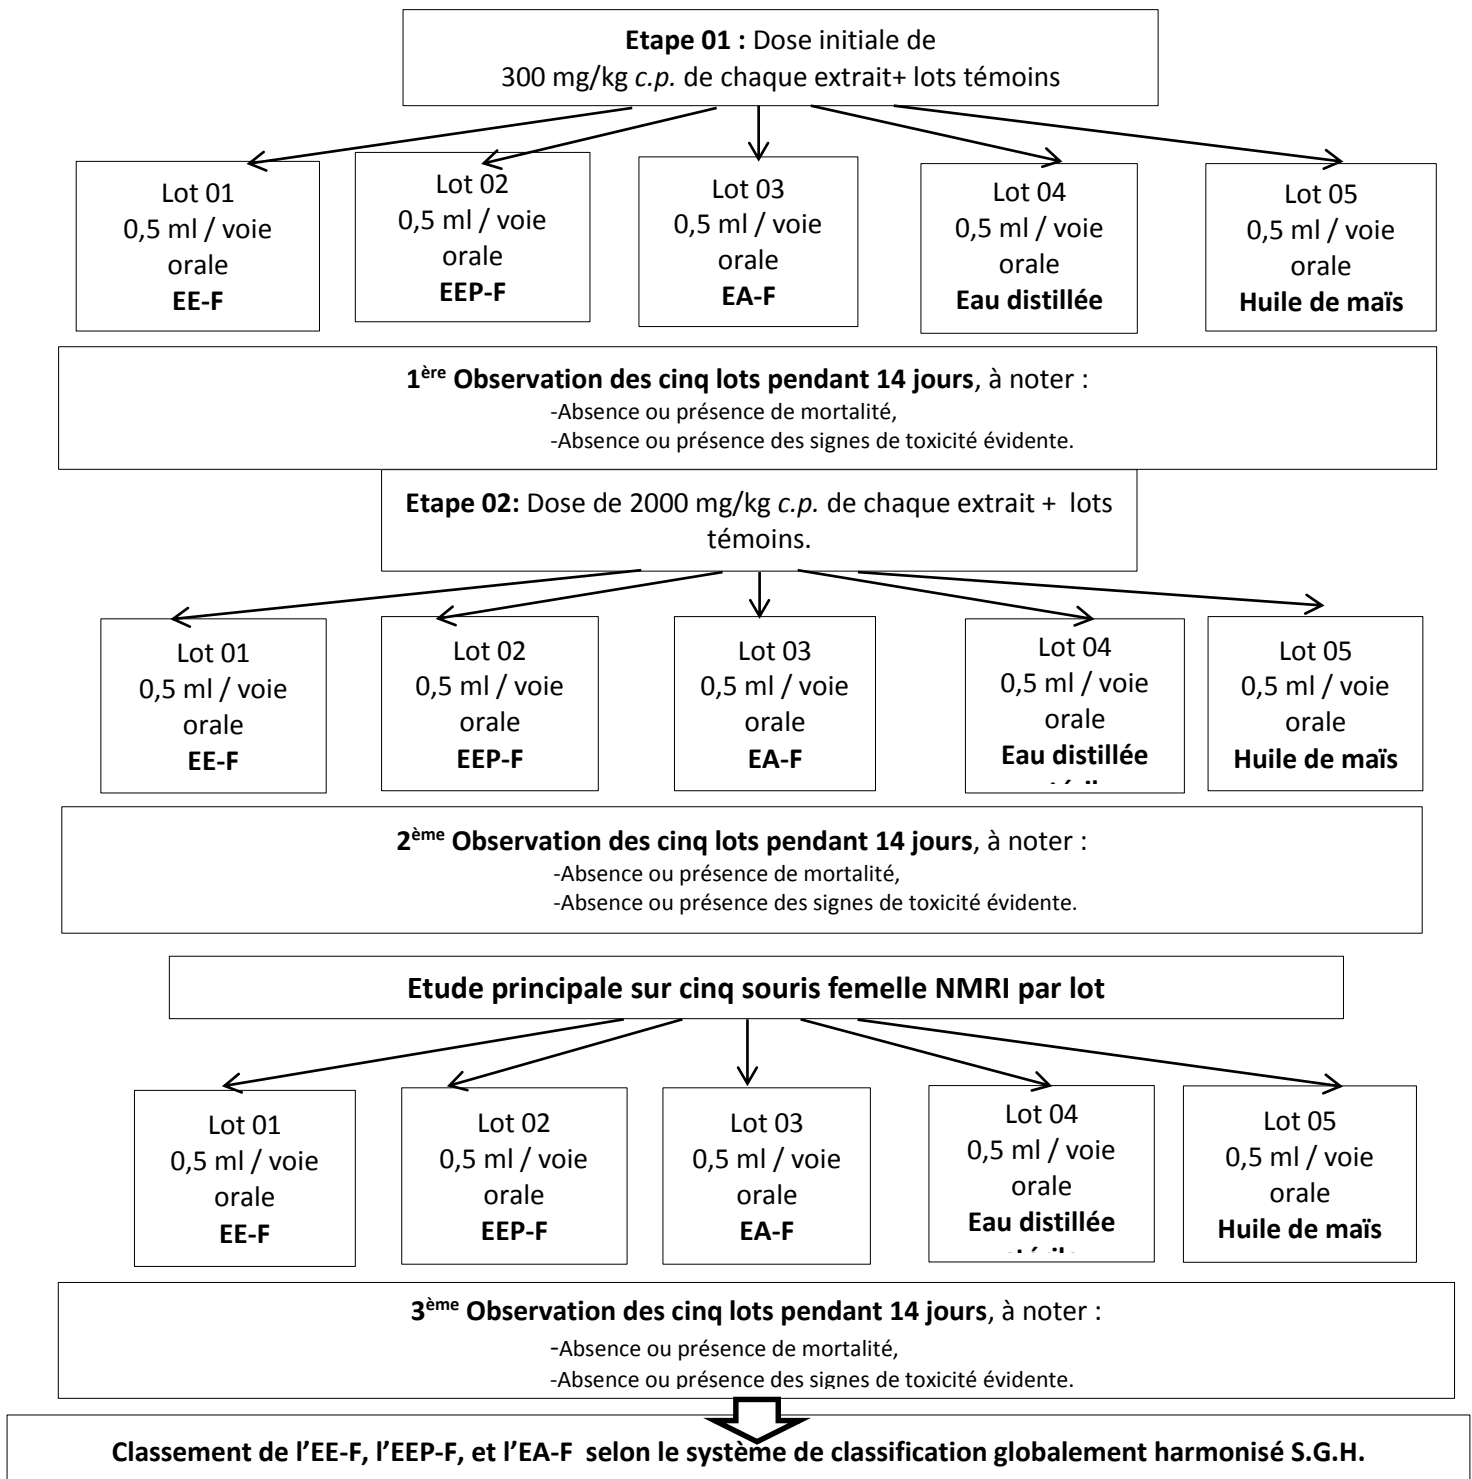 Etape 01 : Dose initiale de
300 mg/kg c.p. de chaque extrait+ lots témoins
Lot 01
0,5 ml / voie
orale
EE-F
Lot 02
0,5 ml / voie
orale
EEP-F
Lot 03
0,5 ml / voie
orale
EA-F
Lot 04
0,5 ml / voie
orale
Eau distillée
Lot 05
0,5 ml / voie
orale
Huile de maïs
1ère Observation des cinq lots pendant 14 jours, à noter :
-Absence ou présence de mortalité,
-Absence ou présence des signes de toxicité évidente.
Etape 02: Dose de 2000 mg/kg c.p. de chaque extrait + lots
témoins.
Lot 01
0,5 ml / voie
orale
EE-F
Lot 02
0,5 ml / voie
orale
EEP-F
Lot 03
0,5 ml / voie
orale
EA-F
Lot 04
0,5 ml / voie
orale
Eau distillée
Lot 05
0,5 ml / voie
orale
Huile de maïs
2ème Observation des cinq lots pendant 14 jours, à noter :
-Absence ou présence de mortalité,
-Absence ou présence des signes de toxicité évidente.
Etude principale sur cinq souris femelle NMRI par lot
Lot 01
0,5 ml / voie
orale
EE-F
Lot 02
0,5 ml / voie
orale
EEP-F
Lot 03
0,5 ml / voie
orale
EA-F
Lot 04
0,5 ml / voie
orale
Eau distillée
Lot 05
0,5 ml / voie
orale
Huile de maïs
3ème Observation des cinq lots pendant 14 jours, à noter :
-Absence ou présence de mortalité,
-Absence ou présence des signes de toxicité évidente.
Classement de l'EE-F, l'EEP-F, et l'EA-F selon le système de classification globalement harmonisé S.G.H.